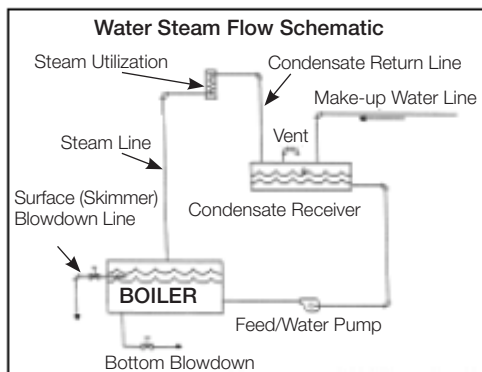 Water Steam Flow Schematic
Steam Utilization
Condensate Return Line
Make-up Water Line
Vent
Steam Line
Surface (Skimmer)
Blowdown Line
Condensate Receiver
BOILER
Feed/Water Pump
Bottom Blowdown